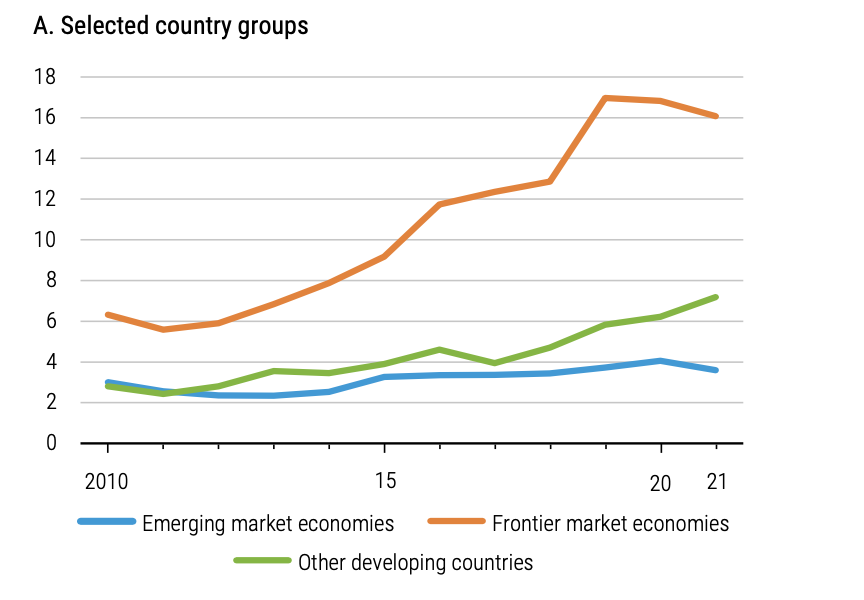 A. Selected country groups
18
16
14
12
10
8
6
4
2
0
2010 15 20 21
Emerging market economies Frontier market economies
Other developing countries